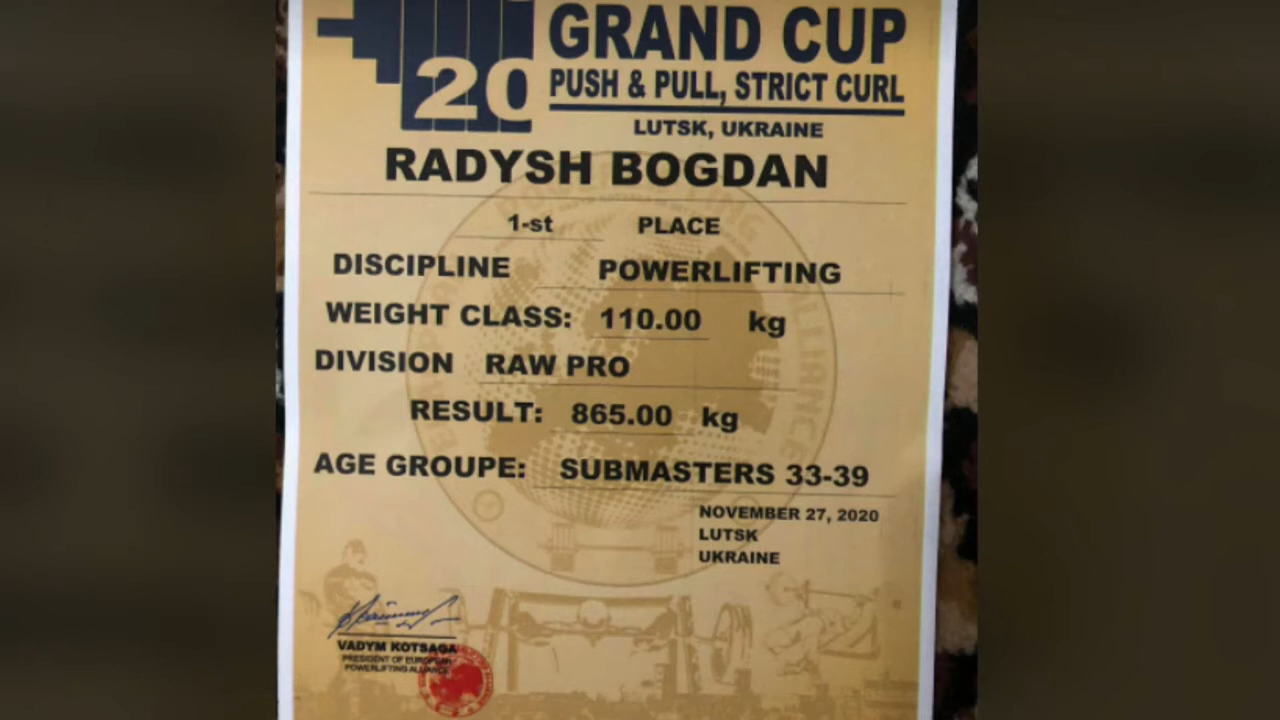 GRAND CUP
20
PUSH & PULL, STRICT CURL
LUTSK, UKRAINE
RADYSH BOGDAN
1-st PLACE
DISCIPLINE POWERLIFTING
WEIGHT CLASS: 110.00 kg
DIVISION RAW PRO
RESULT: 865.00 kg
AGE GROUPE: SUBMASTERS 33-39
NOVEMBER 27, 2020
LUTSK
UKRAINE
VADYM KOTSAGA
PRESIDENT OF EUROPEAN
POWERLIFTING ALLIANCE